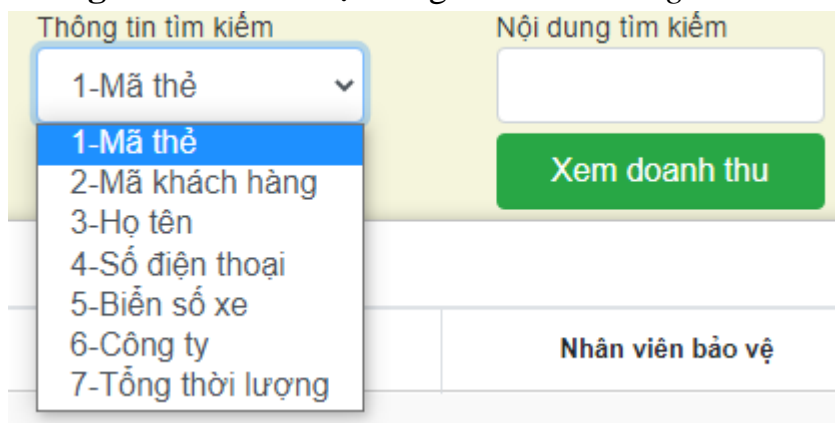 Thông tin tìm kiếm
Nội dung tìm kiếm
1-Mã thẻ
1-Mã thẻ
2-Mã khách hàng
3-Họ tên
4-Số điện thoại
5-Biển số xe
6-Công ty
7-Tổng thời lượng
Xem doanh thu
Nhân viên bảo vệ